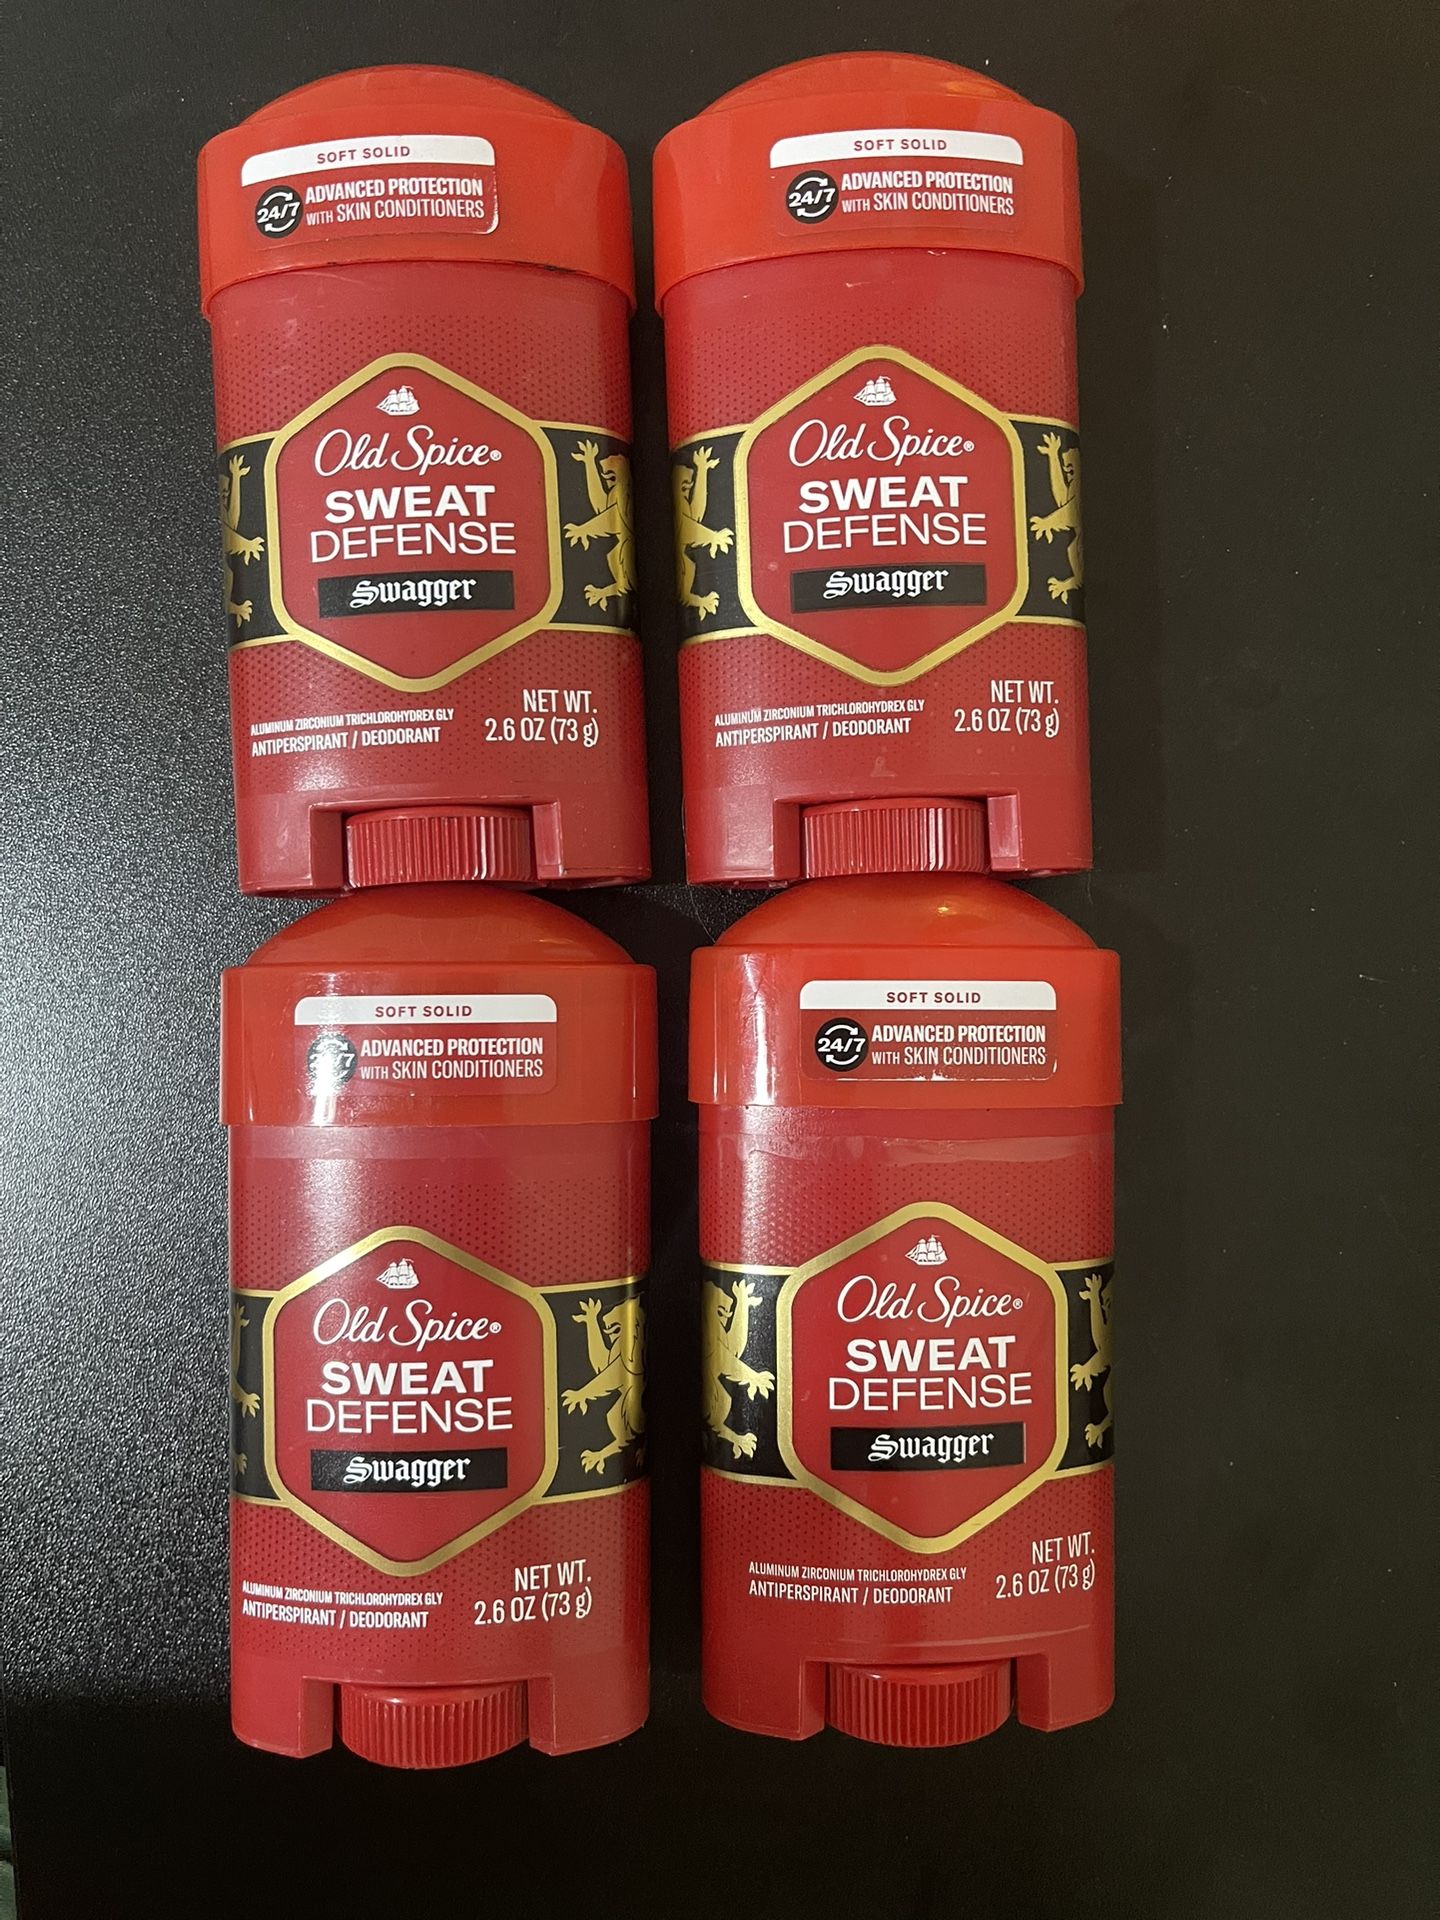 SOFT SOLID
24/7
ADVANCED PROTECTION
WITH SKIN CONDITIONERS
Old Spice®
SWEAT
DEFENSE
Swagger
NET WT.
2.6 OZ (73 g)
ALUMINUM ZIRCONIUM TRICHLOROHYDREX GLY
ANTIPERSPIRANT / DEODORANT
SOFT SOLID
24/7
ADVANCED PROTECTION
WITH SKIN CONDITIONERS
Old Spice®
SWEAT
DEFENSE
Swagger
NET WT.
2.6 OZ (73 g)
ALUMINUM ZIRCONIUM TRICHLOROHYDREX GLY
ANTIPERSPIRANT / DEODORANT
SOFT SOLID
24/7
ADVANCED PROTECTION
WITH SKIN CONDITIONERS
Old Spice®
SWEAT
DEFENSE
Swagger
NET WT.
2.6 OZ (73 g)
ALUMINUM ZIRCONIUM TRICHLOROHYDREX GLY
ANTIPERSPIRANT / DEODORANT
SOFT SOLID
24/7
ADVANCED PROTECTION
WITH SKIN CONDITIONERS
Old Spice®
SWEAT
DEFENSE
Swagger
NET WT.
2.6 OZ (73 g)
ALUMINUM ZIRCONIUM TRICHLOROHYDREX GLY
ANTIPERSPIRANT / DEODORANT